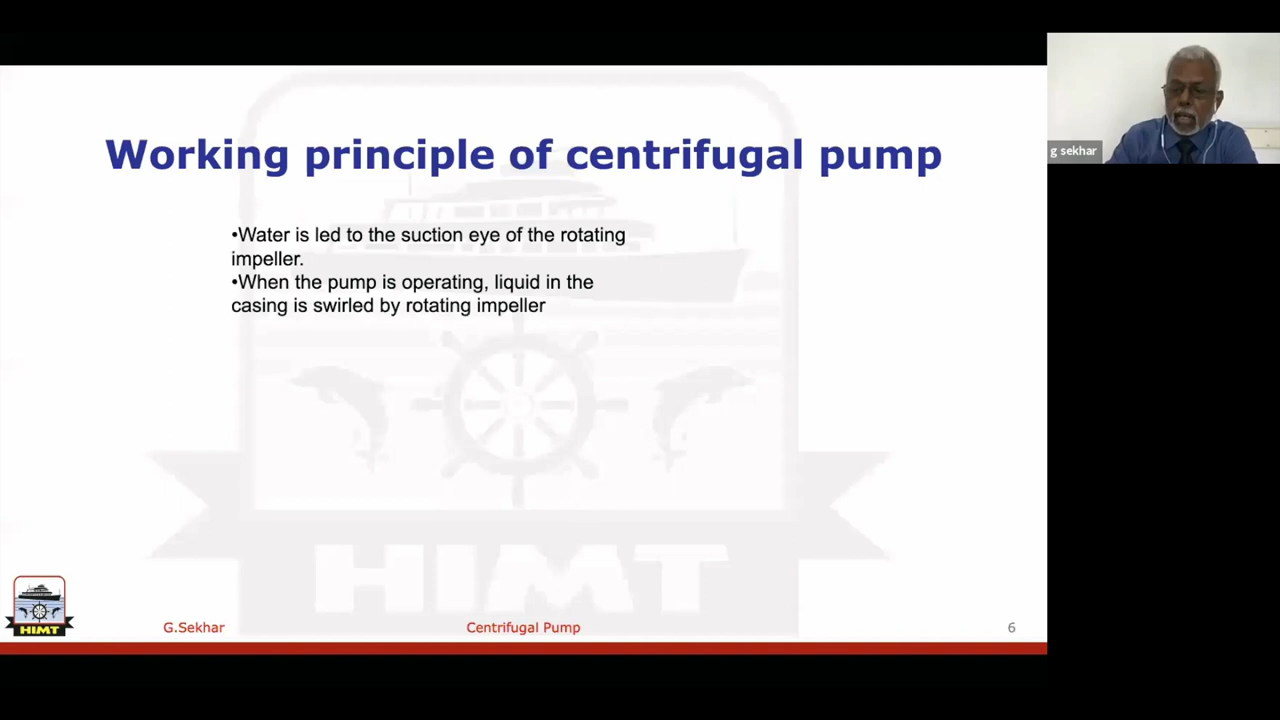 Working principle of centrifugal pump
•Water is led to the suction eye of the rotating
impeller.
•When the pump is operating, liquid in the
casing is swirled by rotating impeller
HIMT
HIMT
G.Sekhar
Centrifugal Pump
6
g sekhar